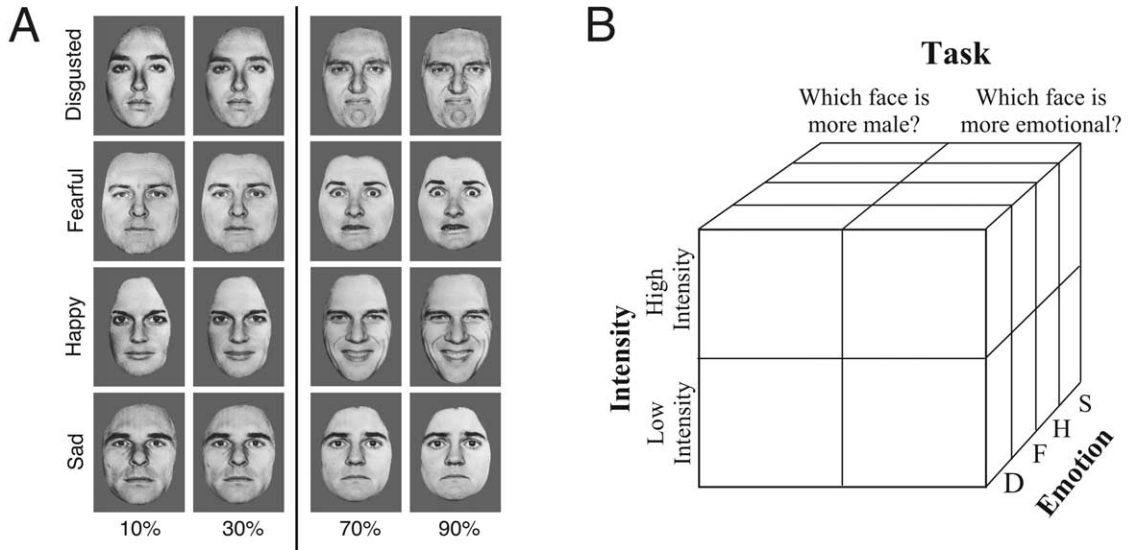 A
Disgusted
Fearful
Happy
Sad
10%
30%
70%
90%
B
Task
Which face is
more male?
Which face is
more emotional?
Intensity
High
Intensity
Low
Intensity
D
F
H
S
Emotion